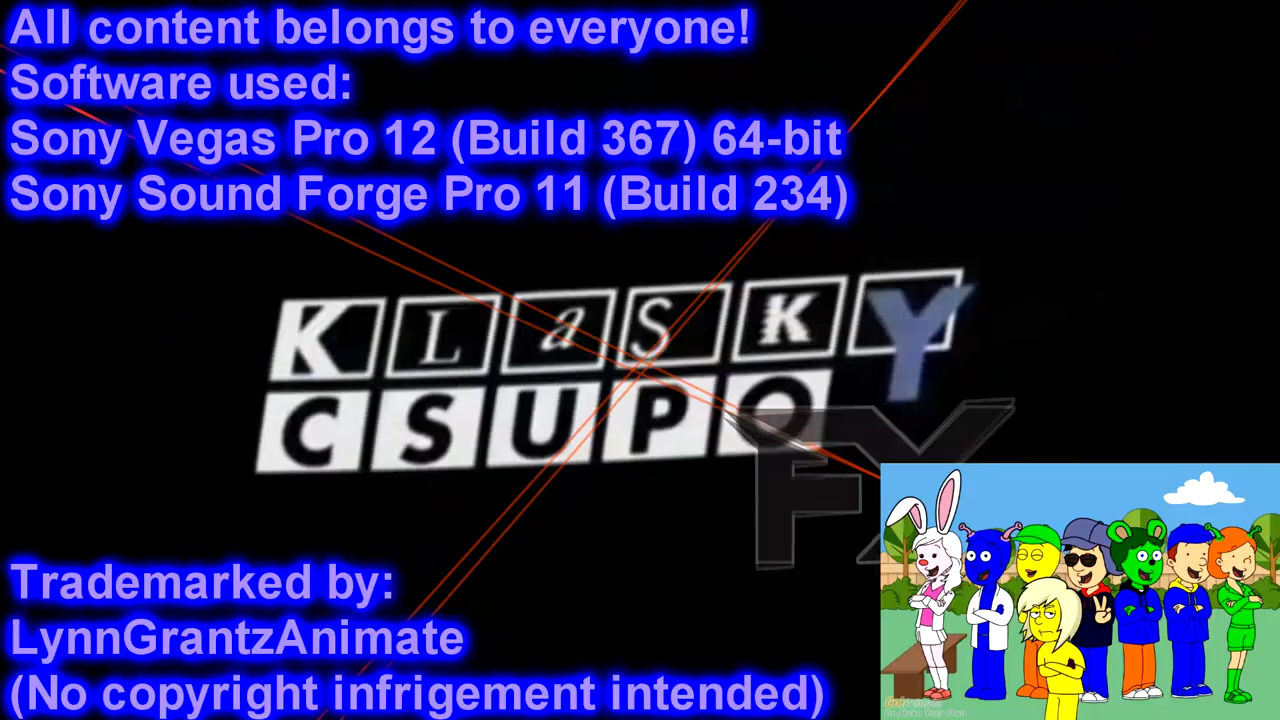 All content belongs to everyone!
Software used:
Sony Vegas Pro 12 (Build 367) 64-bit
Sony Sound Forge Pro 11 (Build 234)
KLaSKY
CSUPO
FX
Trademarked by:
LynnGrantzAnimate
(No copyright infrigement intended)